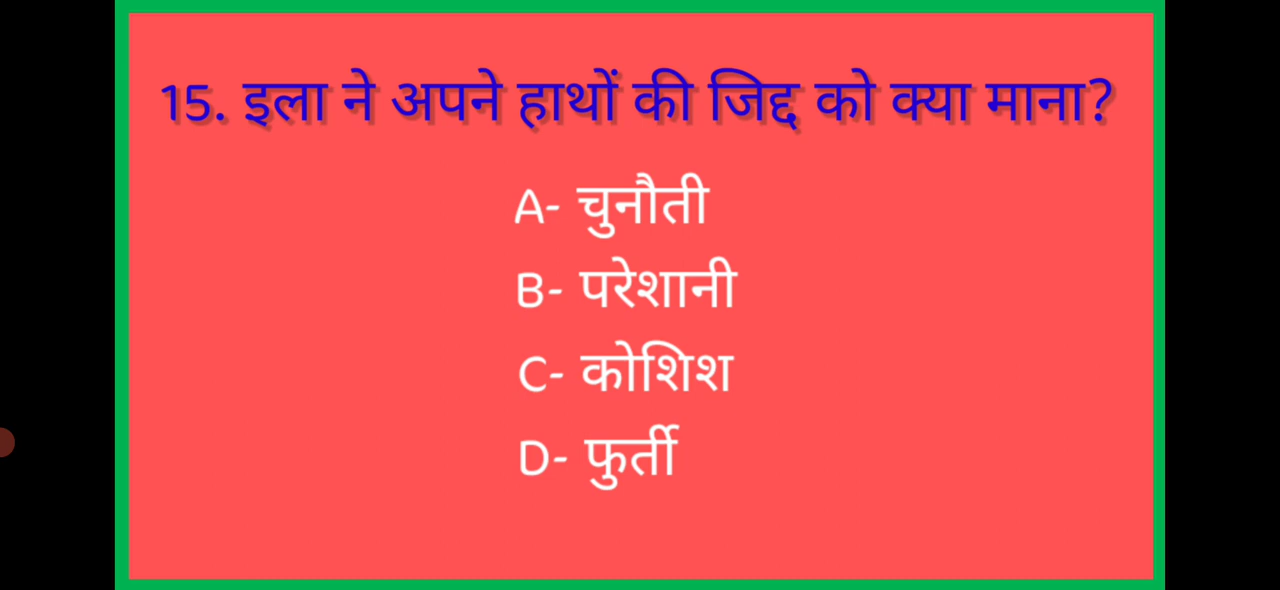 15. इला ने अपने हाथों की जिद्द को क्या माना?
A- चुनौती
B- परेशानी
C- कोशिश
D- फुर्ती